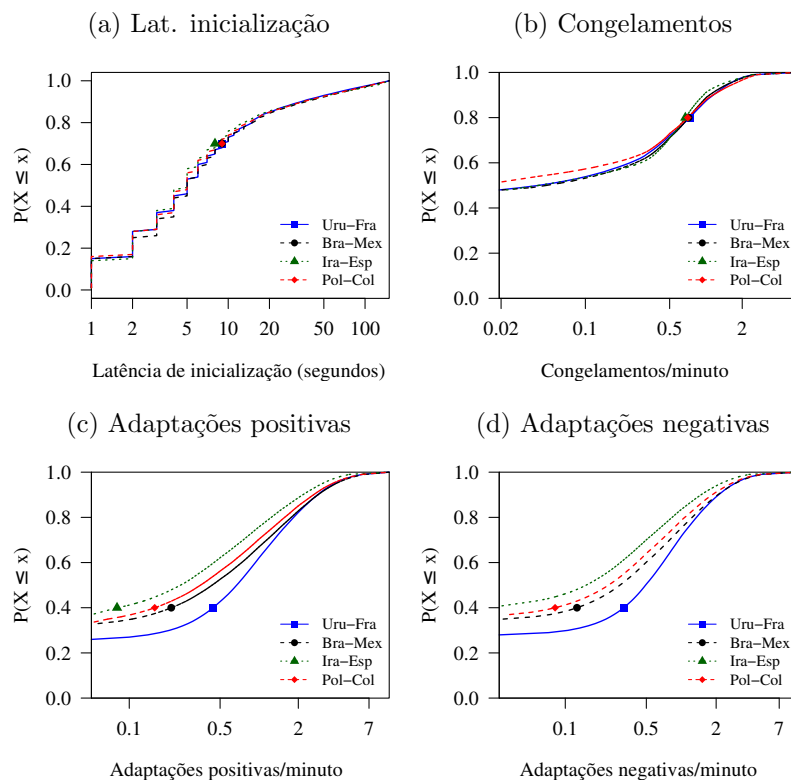 (a) Lat. inicialização
P(X ≤ x)
1.0
0.8
0.6
0.4
0.2
0.0
Uru−Fra
Bra−Mex
Ira−Esp
Pol−Col
1 2 5 10 20 50 100
Latência de inicialização (segundos)
(b) Congelamentos
P(X ≤ x)
1.0
0.8
0.6
0.4
0.2
0.0
Uru−Fra
Bra−Mex
Ira−Esp
Pol−Col
0.02 0.1 0.5 2
Congelamentos/minuto
(c) Adaptações positivas
P(X ≤ x)
1.0
0.8
0.6
0.4
0.2
0.0
Uru−Fra
Bra−Mex
Ira−Esp
Pol−Col
0.1 0.5 2 7
Adaptações positivas/minuto
(d) Adaptações negativas
P(X ≤ x)
1.0
0.8
0.6
0.4
0.2
0.0
Uru−Fra
Bra−Mex
Ira−Esp
Pol−Col
0.1 0.5 2 7
Adaptações negativas/minuto